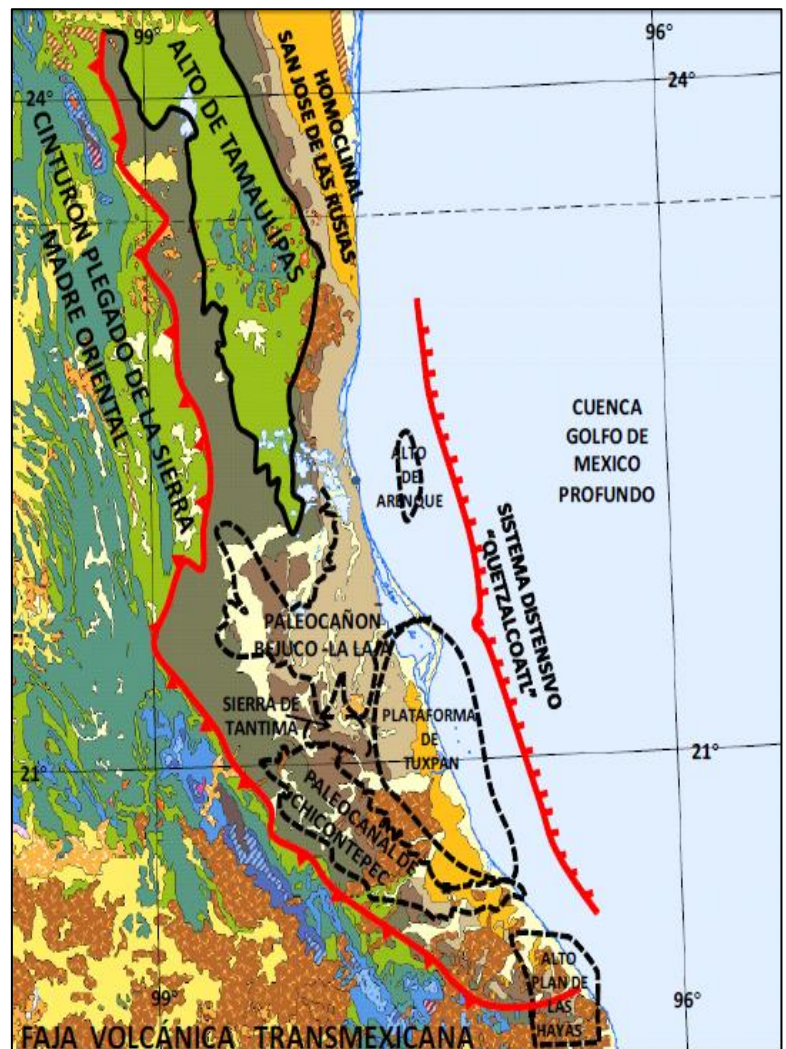 99°
96°
24°
24°
ALTO DE TAMAULIPAS
HOMOCLINAL
SAN JOSE DE LAS RUSIAS
CINTURON PLEGADO DE LA SIERRA
MADRE ORIENTAL
CUENCA
GOLFO DE
MEXICO
PROFUNDO
ALTO
DE
ARENQUE
SISTEMA DISTENSIVO
"QUETZALCOATL"
PALEOCAÑON
BEJUCO -LA LAJA
SIERRA DE
TANTIMA
PLATAFORMA
DE
TUXPAN
21°
21°
PALEOCANAL DE
CHICONTEPEC
ALTO
PLAN DE
LAS
HAYAS
99°
96°
FAJA VOLCÁNICA TRANSMEXICANA